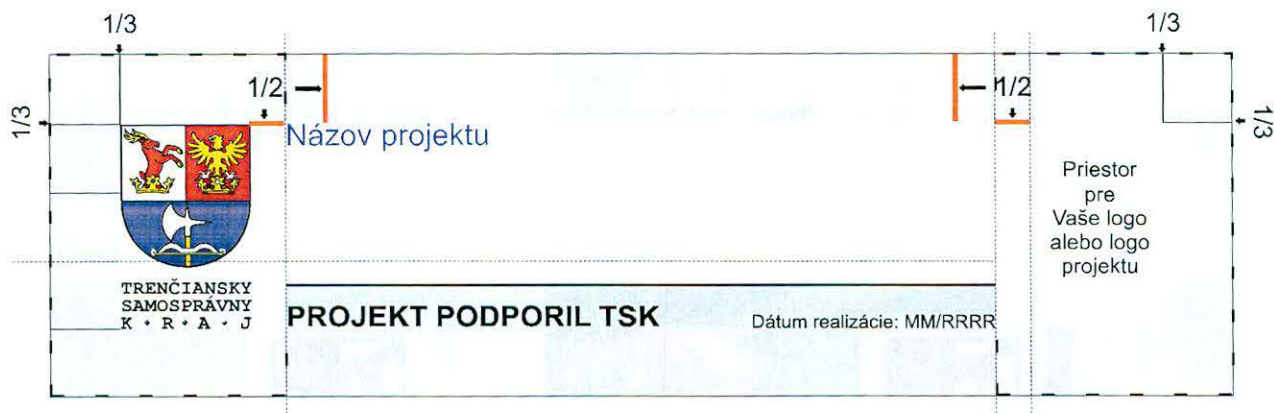 1/3
1/3
1/2
1/2
1/3
1/3
Názov projektu
Priestor
pre
Vaše logo
alebo logo
projektu
TRENČIANSKY
SAMOSPRÁVNY
K · R · A · J
PROJEKT PODPORIL TSK
Dátum realizácie: MM/RRRR